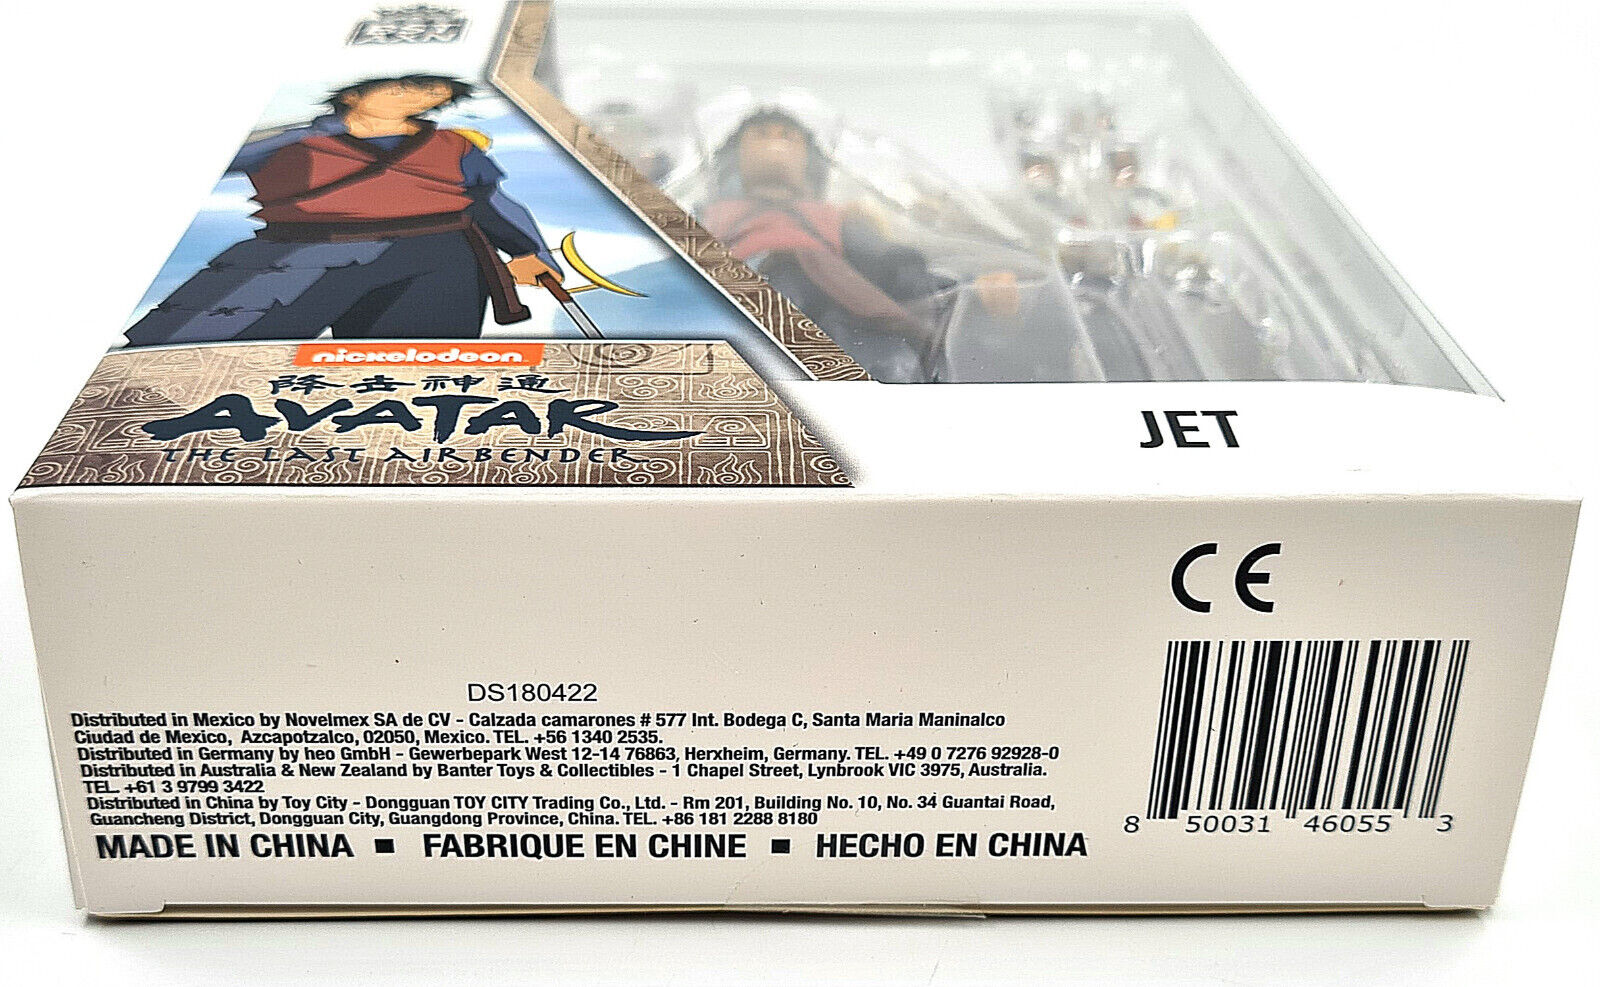 nickelodeon
降世神通
AVATAR
THE LAST AIRBENDER
JET
CE
DS180422
Distributed in Mexico by Novelmex SA de CV - Calzada camarones # 577 Int. Bodega C, Santa Maria Maninalco
Ciudad de Mexico, Azcapotzalco, 02050, Mexico. TEL. +56 1340 2535.
Distributed in Germany by heo GmbH - Gewerbepark West 12-14 76863, Herxheim, Germany. TEL. +49 0 7276 92928-0
Distributed in Australia & New Zealand by Banter Toys & Collectibles - 1 Chapel Street, Lynbrook VIC 3975, Australia.
TEL. +61 3 9799 3422
Distributed in China by Toy City - Dongguan TOY CITY Trading Co., Ltd. - Rm 201, Building No. 10, No. 34 Guantai Road,
Guancheng District, Dongguan City, Guangdong Province, China. TEL. +86 181 2288 8180
MADE IN CHINA ■ FABRIQUE EN CHINE ■ HECHO EN CHINA
8 50031 46055 3